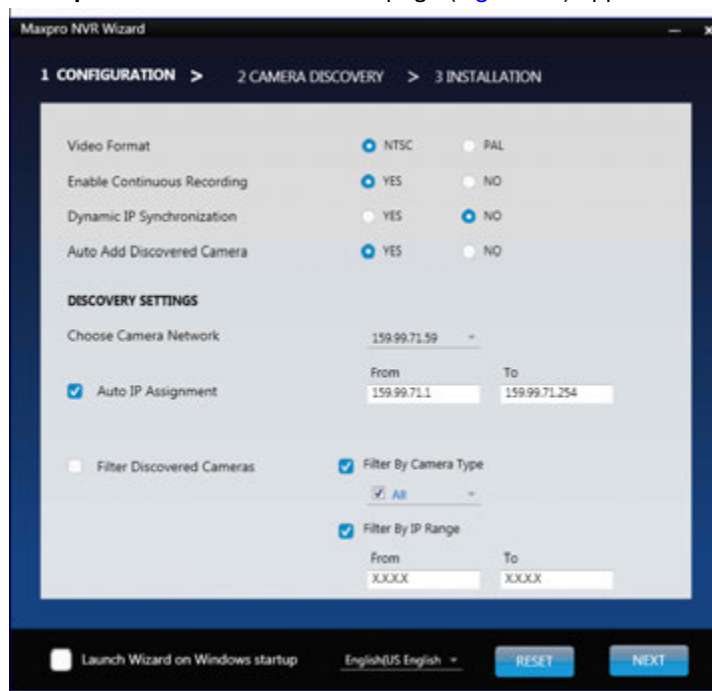 Maxpro NVR Wizard
1 CONFIGURATION > 2 CAMERA DISCOVERY > 3 INSTALLATION
Video Format NTSC PAL
Enable Continuous Recording YES NO
Dynamic IP Synchronization YES NO
Auto Add Discovered Camera YES NO
DISCOVERY SETTINGS
Choose Camera Network 159.99.71.59
From To
Auto IP Assignment 159.99.71.1 159.99.71.254
Filter Discovered Cameras Filter By Camera Type
All
Filter By IP Range
From To
X.X.X.X X.X.X.X
Launch Wizard on Windows startup English(US English RESET NEXT